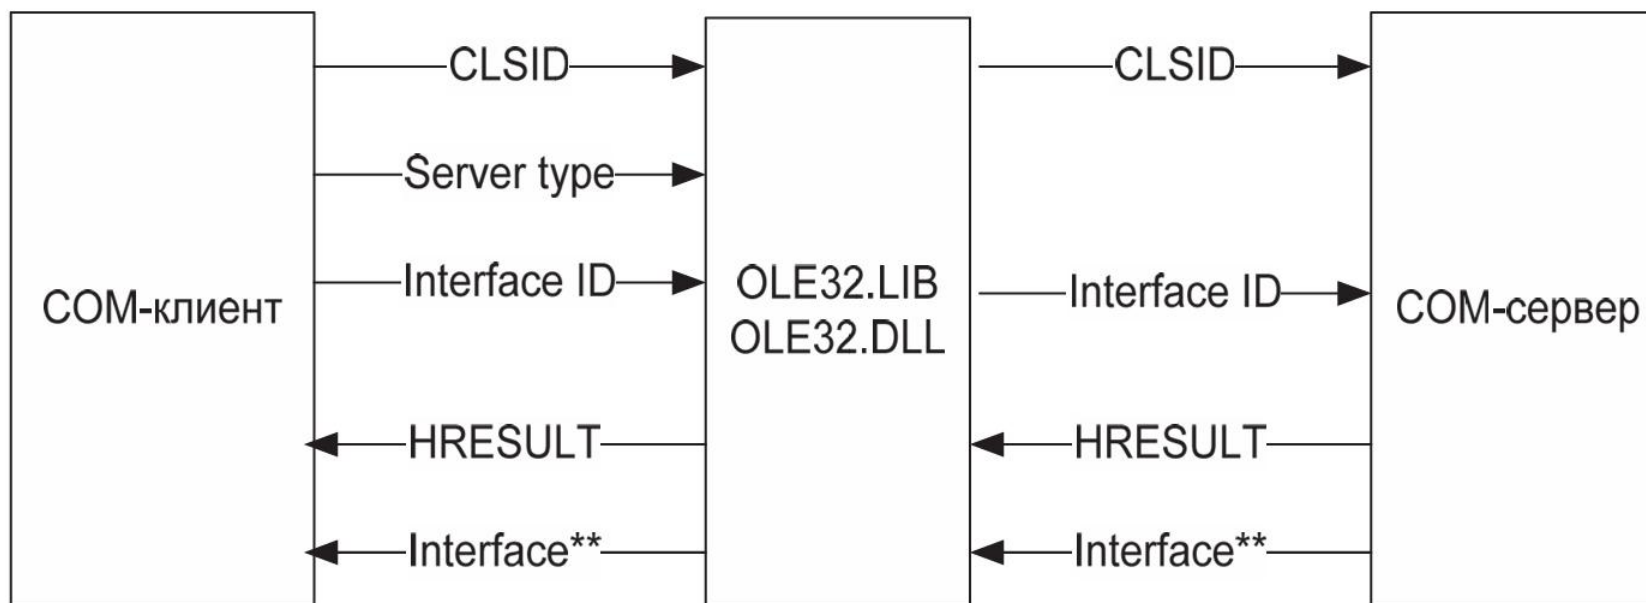 CLSID
CLSID
Server type
Interface ID
Interface ID
COM-клиент
OLE32.LIB
OLE32.DLL
COM-сервер
HRESULT
HRESULT
Interface**
Interface**